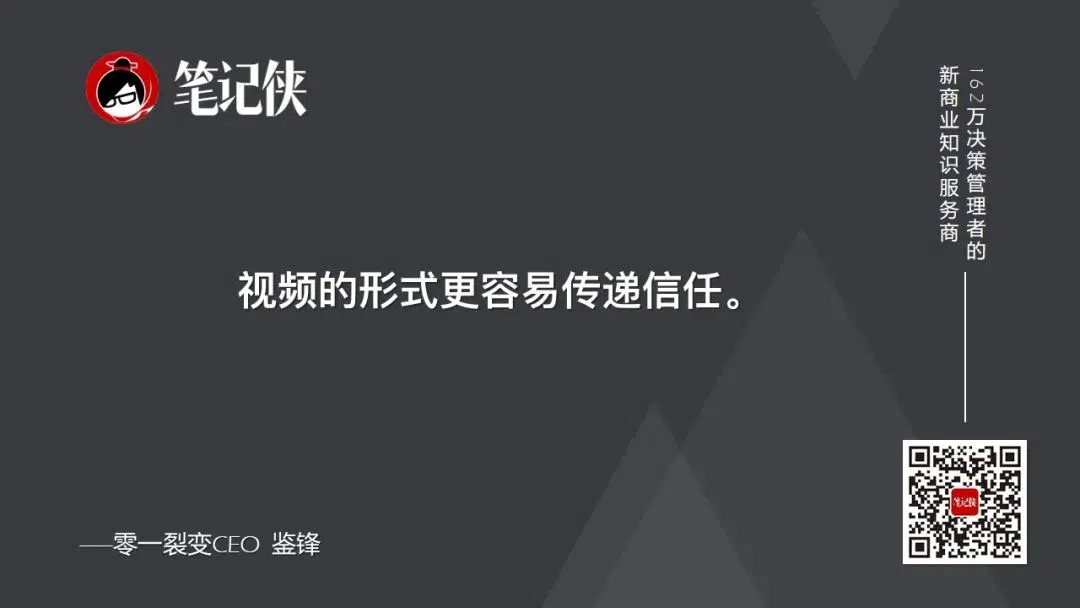 笔记侠
162万决策管理者的
新商业知识服务商
视频的形式更容易传递信任。
——零一裂变CEO 鉴锋
笔记侠